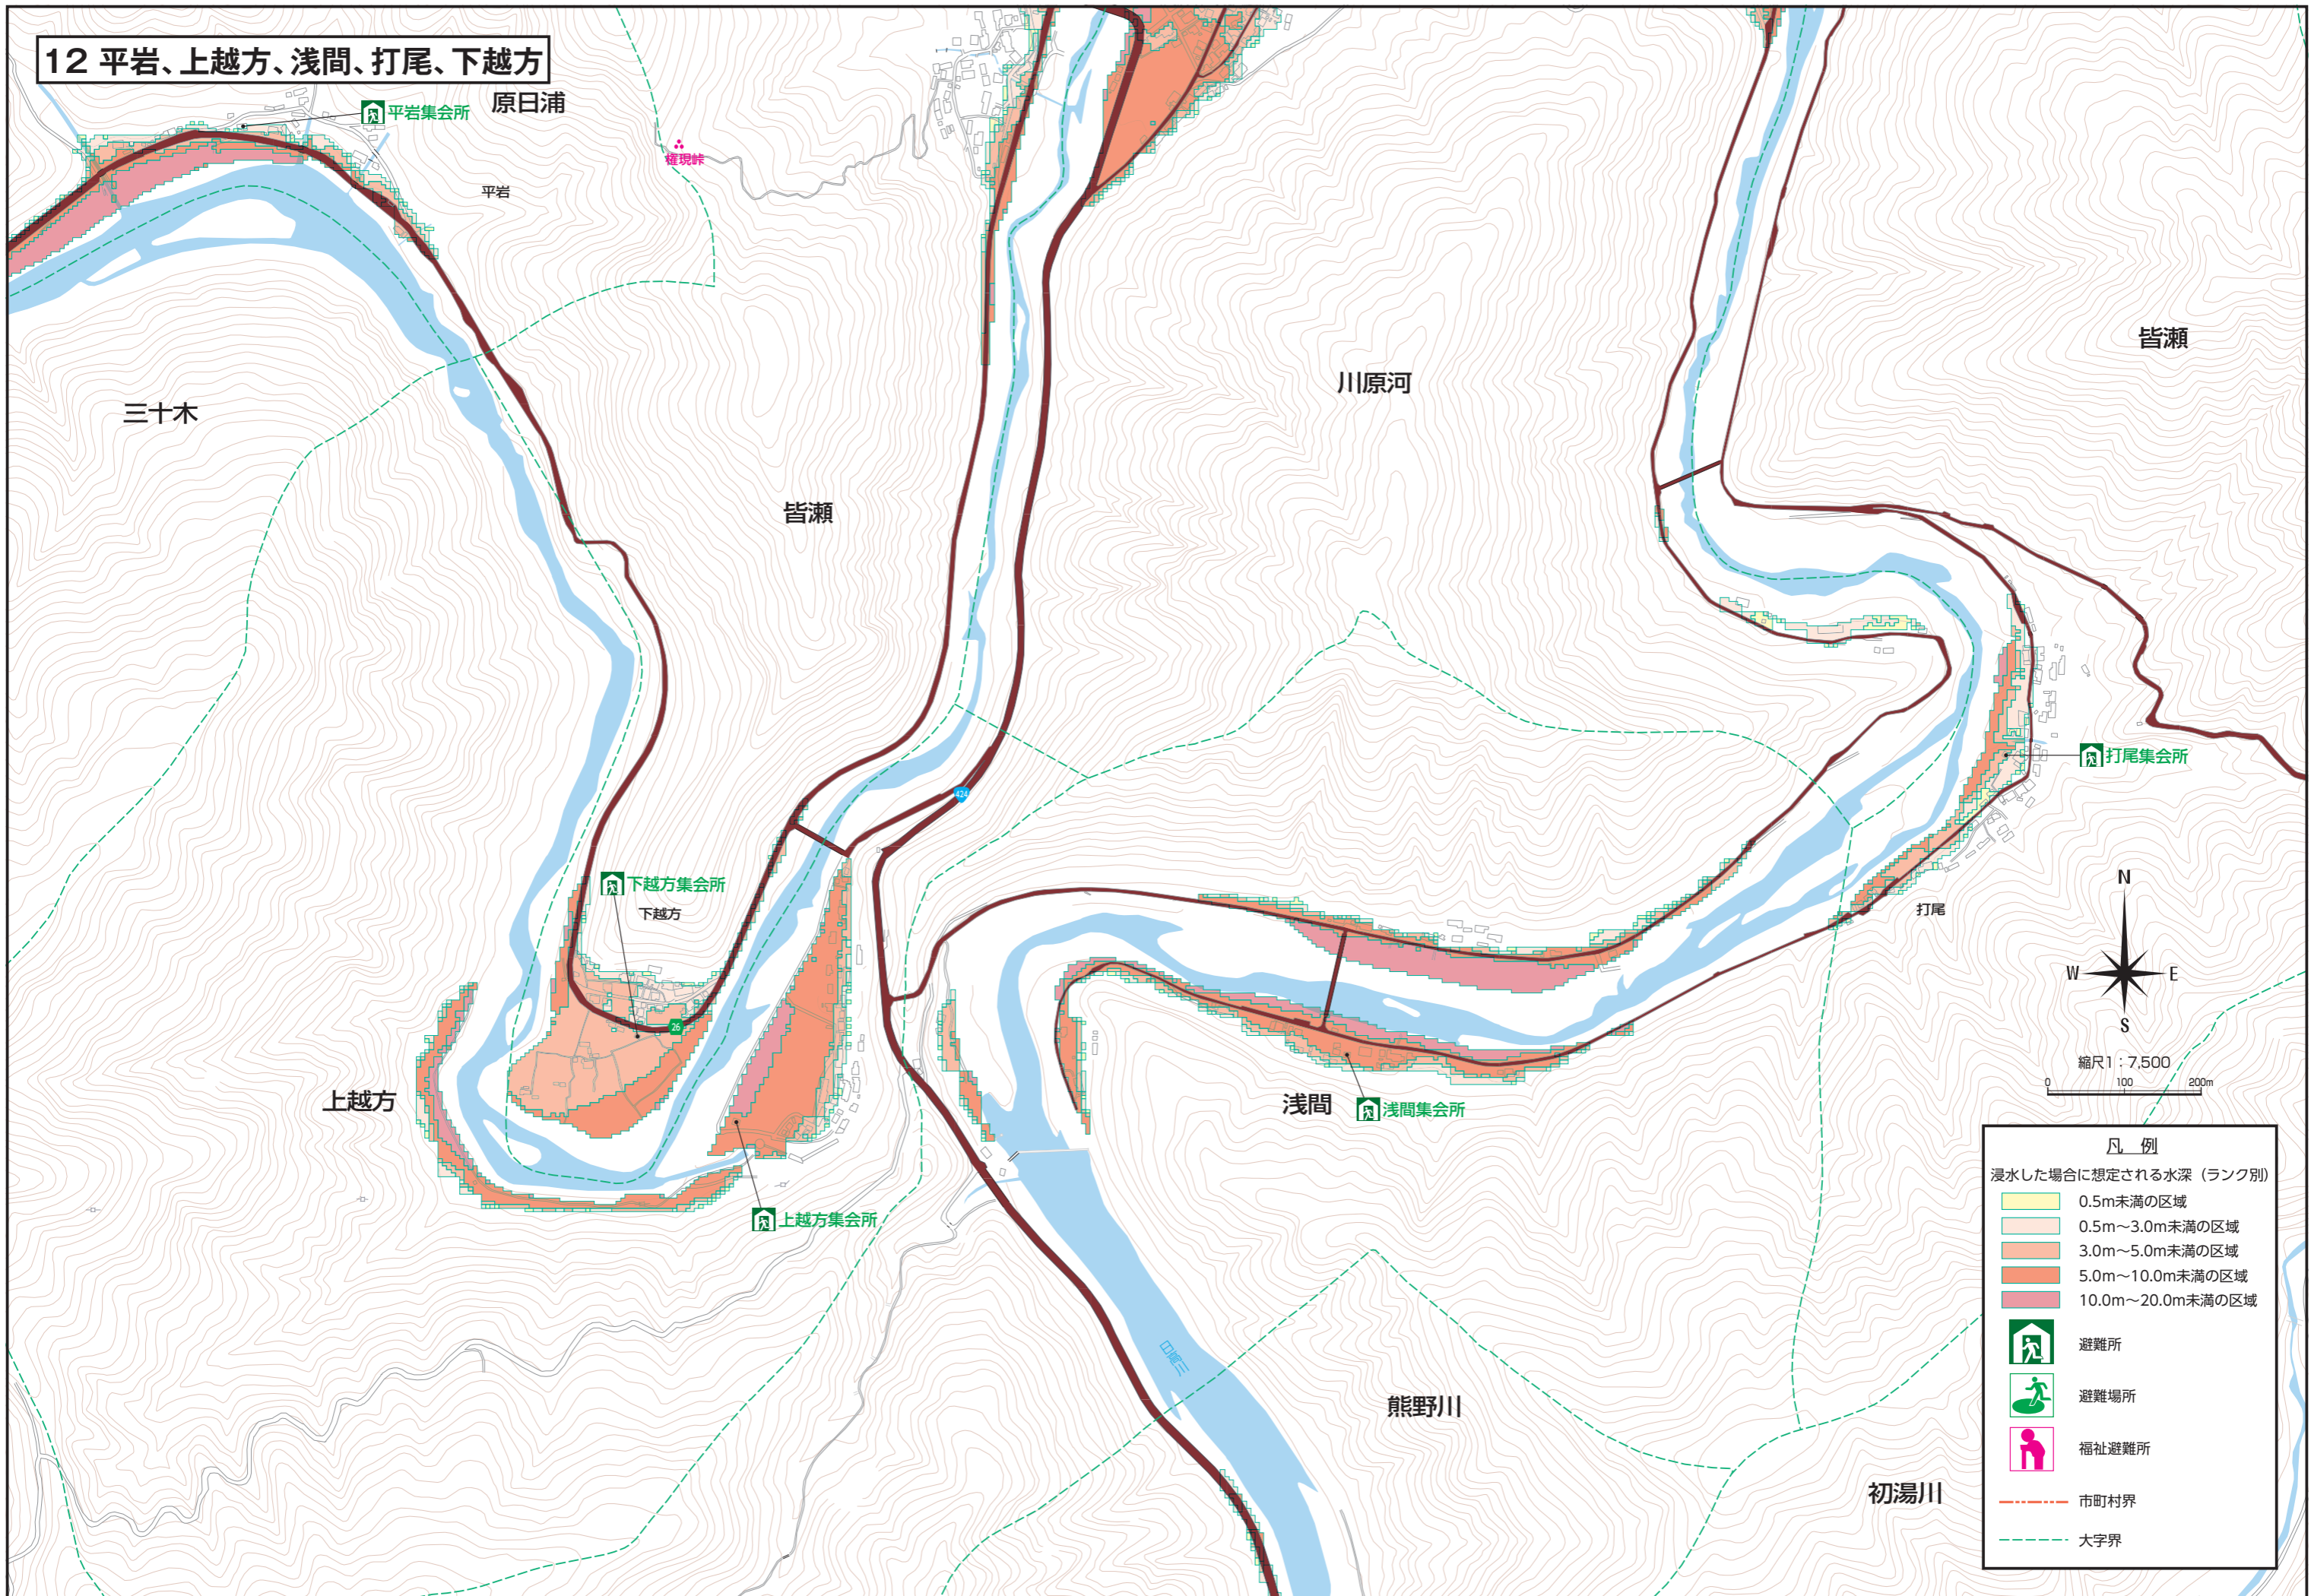 12 平岩、上越方、浅間、打尾、下越方
平岩集会所
原日浦
権現峠
平岩
皆瀬
川原河
三十木
皆瀬
打尾集会所
424
下越方集会所
下越方
打尾
26
上越方
浅間
浅間集会所
上越方集会所
日高川
熊野川
初湯川
N
W
E
S
縮尺1:7,500
0 100 200m
凡 例
浸水した場合に想定される水深(ランク別)
0.5m未満の区域
0.5m～3.0m未満の区域
3.0m～5.0m未満の区域
5.0m～10.0m未満の区域
10.0m～20.0m未満の区域
避難所
避難場所
福祉避難所
市町村界
大字界